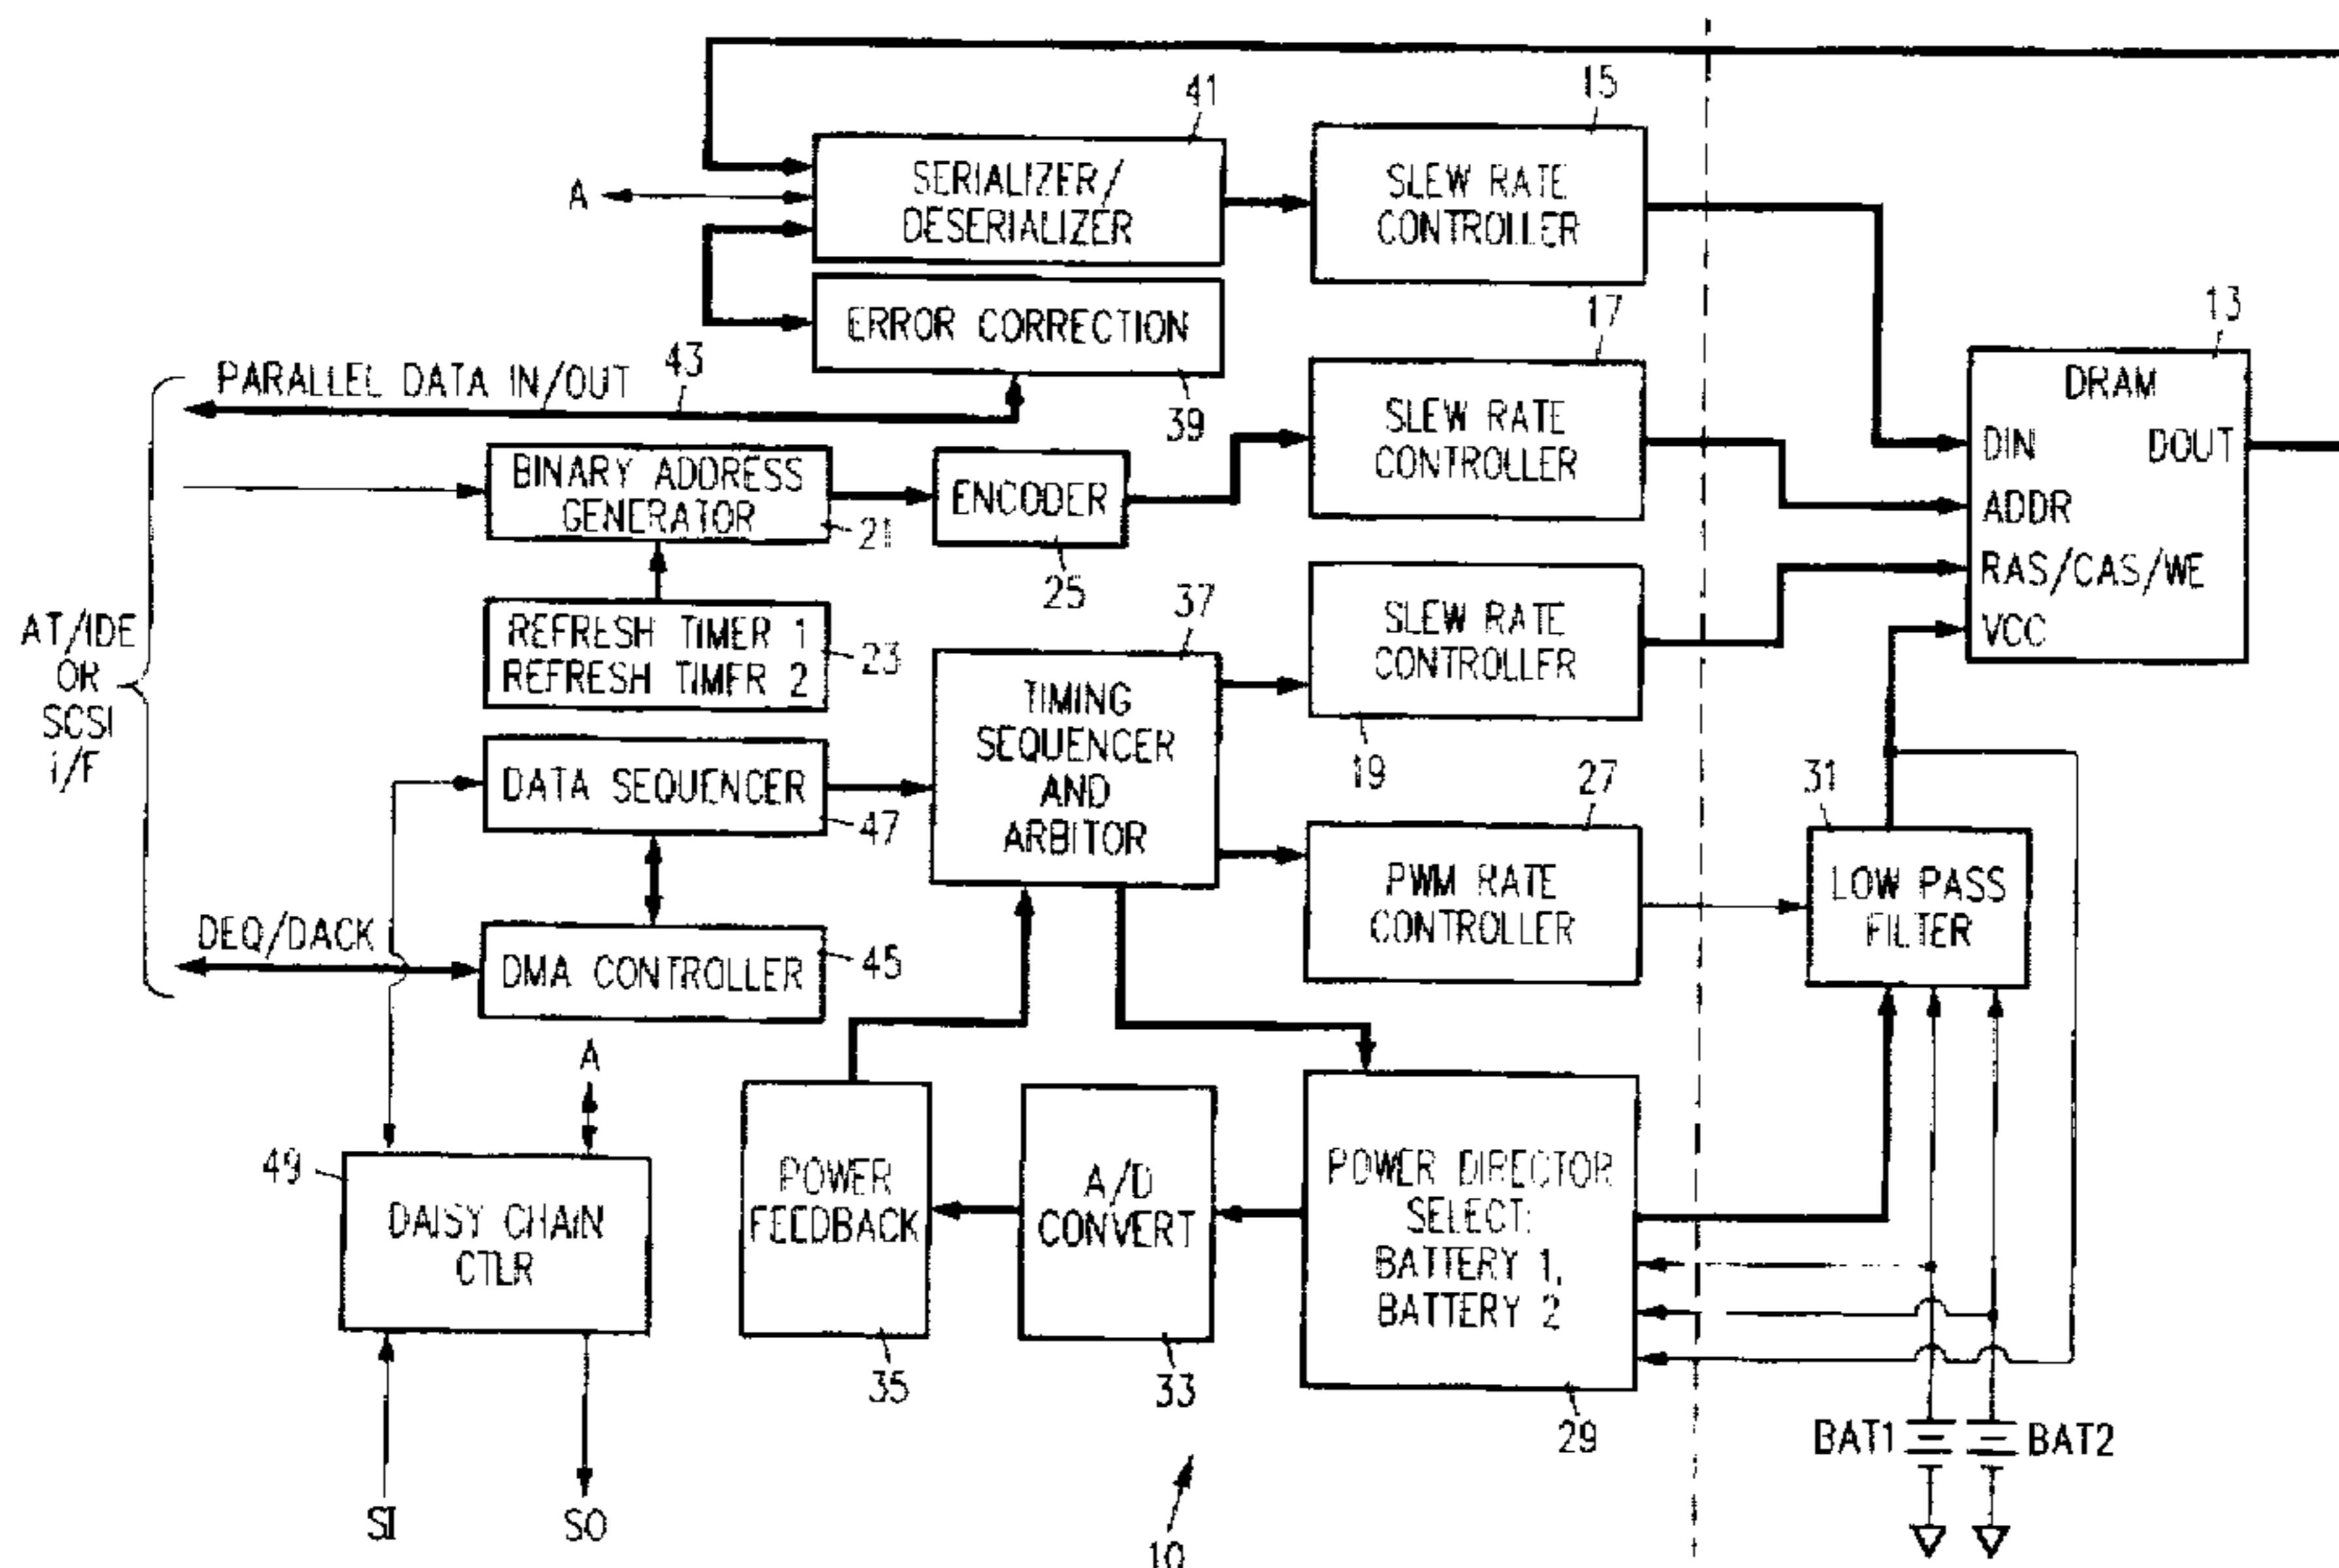 41
15
A
SERIALIZER/
DESERIALIZER
SLEW RATE
CONTROLLER
ERROR CORRECTION
17
13
PARALLEL DATA IN/OUT
43
39
SLEW RATE
CONTROLLER
DRAM
DIN
DOUT
ADDR
RAS/CAS/WE
VCC
BINARY ADDRESS
GENERATOR
21
ENCODER
25
REFRESH TIMER 1
REFRESH TIMER 2
23
37
SLEW RATE
CONTROLLER
19
AT/IDE
OR
SCSI
I/F
TIMING
SEQUENCER
AND
ARBITOR
DATA SEQUENCER
47
27
31
PWM RATE
CONTROLLER
LOW PASS
FILTER
DEQ/DACK
DMA CONTROLLER
45
A
49
DAISY CHAIN
CTLR
POWER
FEEDBACK
35
A/D
CONVERT
33
POWER DIRECTOR
SELECT:
BATTERY 1,
BATTERY 2
29
BAT1
BAT2
SI
SO
10